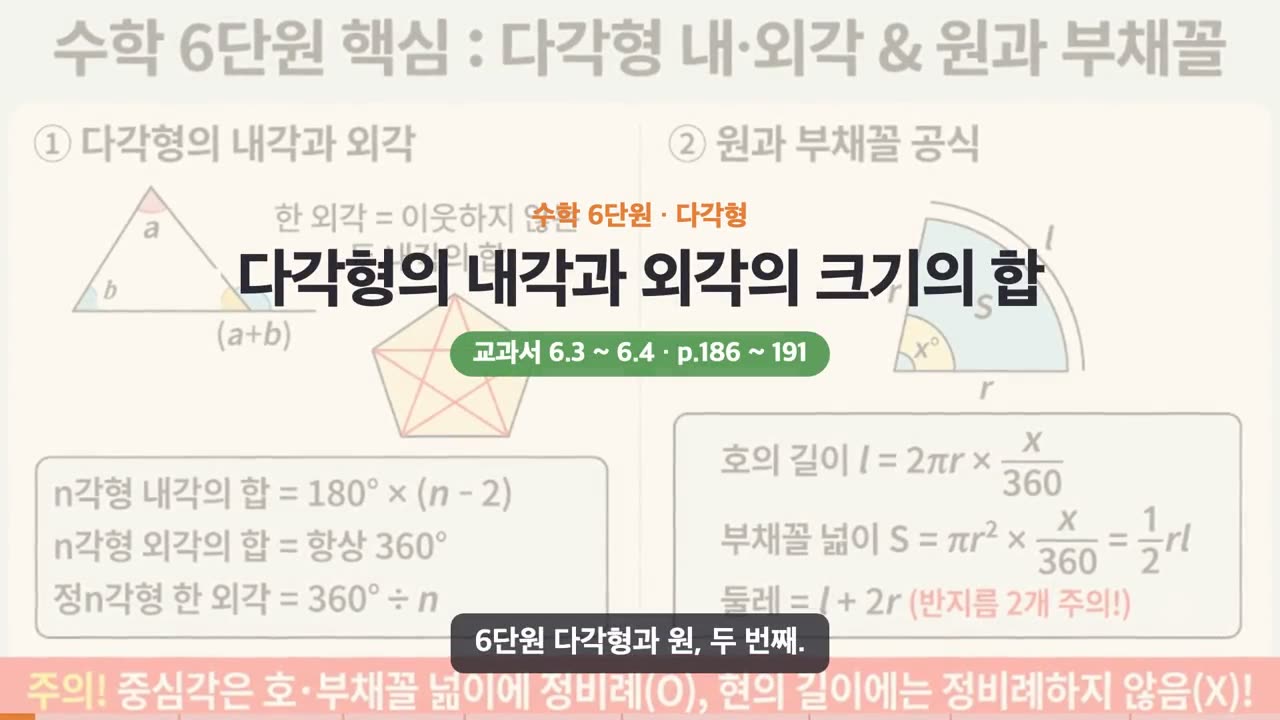 수학 6단원 핵심 : 다각형 내·외각 & 원과 부채꼴
① 다각형의 내각과 외각
한 외각 = 이웃하지
a
b
(a+b)
② 원과 부채꼴 공식
l
r
S
x°
r
수학 6단원 · 다각형
다각형의 내각과 외각의 크기의 합
교과서 6.3 ~ 6.4 · p.186 ~ 191
n각형 내각의 합 = 180° × (n - 2)
n각형 외각의 합 = 항상 360°
정n각형 한 외각 = 360° ÷ n
호의 길이 l = 2πr × x/360
부채꼴 넓이 S = πr² × x/360 = 1/2 rl
둘레 = l + 2r (반지름 2개 주의!)
6단원 다각형과 원, 두 번째.
주의! 중심각은 호·부채꼴 넓이에 정비례(O), 현의 길이에는 정비례하지 않음(X)!